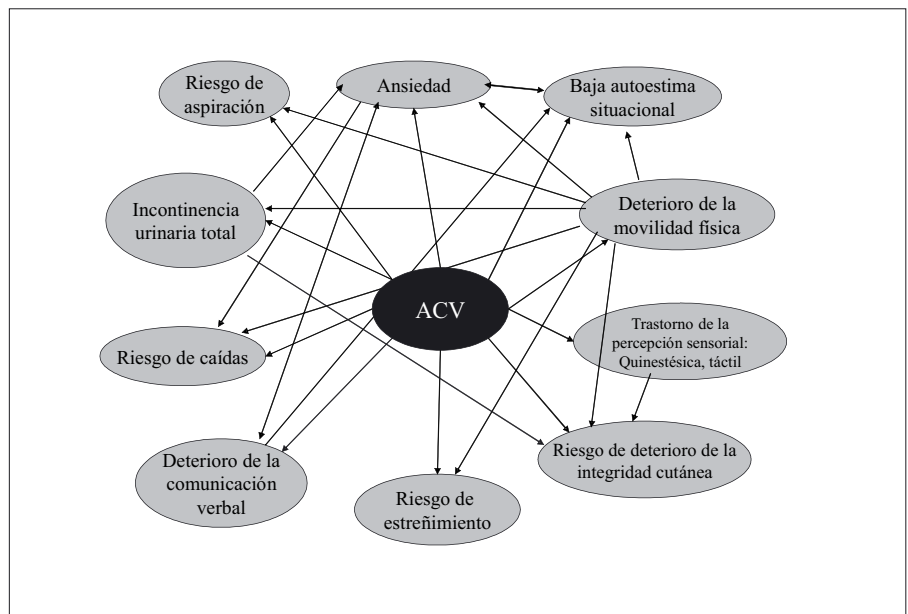 Riesgo de
aspiración
Ansiedad
Baja autoestima
situacional
Incontinencia
urinaria total
Deterioro de la
movilidad física
ACV
Riesgo de caídas
Trastorno de la
percepción sensorial:
Quinestésica, táctil
Deterioro de la
comunicación
verbal
Riesgo de
estreñimiento
Riesgo de deterioro de la
integridad cutánea